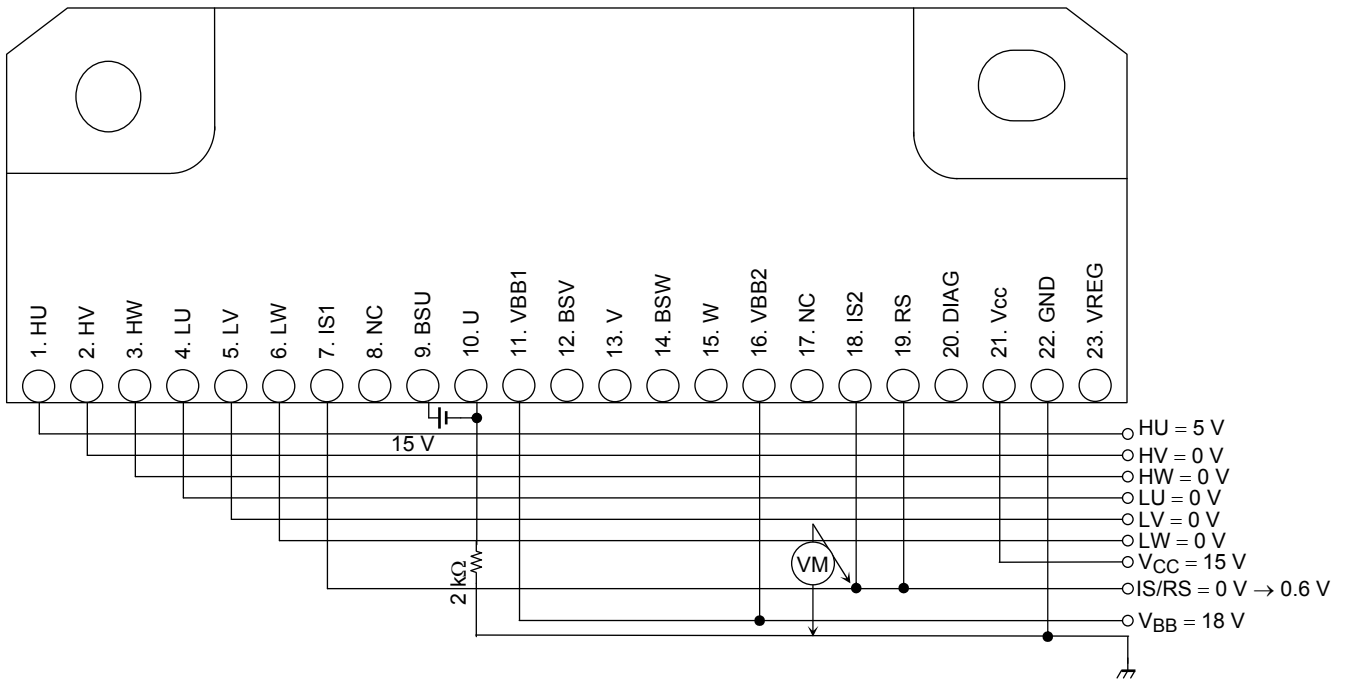 1. HU
2. HV
3. HW
4. LU
5. LV
6. LW
7. IS1
8. NC
9. BSU
10. U
11. VBB1
12. BSV
13. V
14. BSW
15. W
16. VBB2
17. NC
18. IS2
19. RS
20. DIAG
21. Vcc
22. GND
23. VREG
15 V
HU = 5 V
HV = 0 V
HW = 0 V
LU = 0 V
LV = 0 V
LW = 0 V
2 kΩ
VM
VCC = 15 V
IS/RS = 0 V → 0.6 V
VBB = 18 V